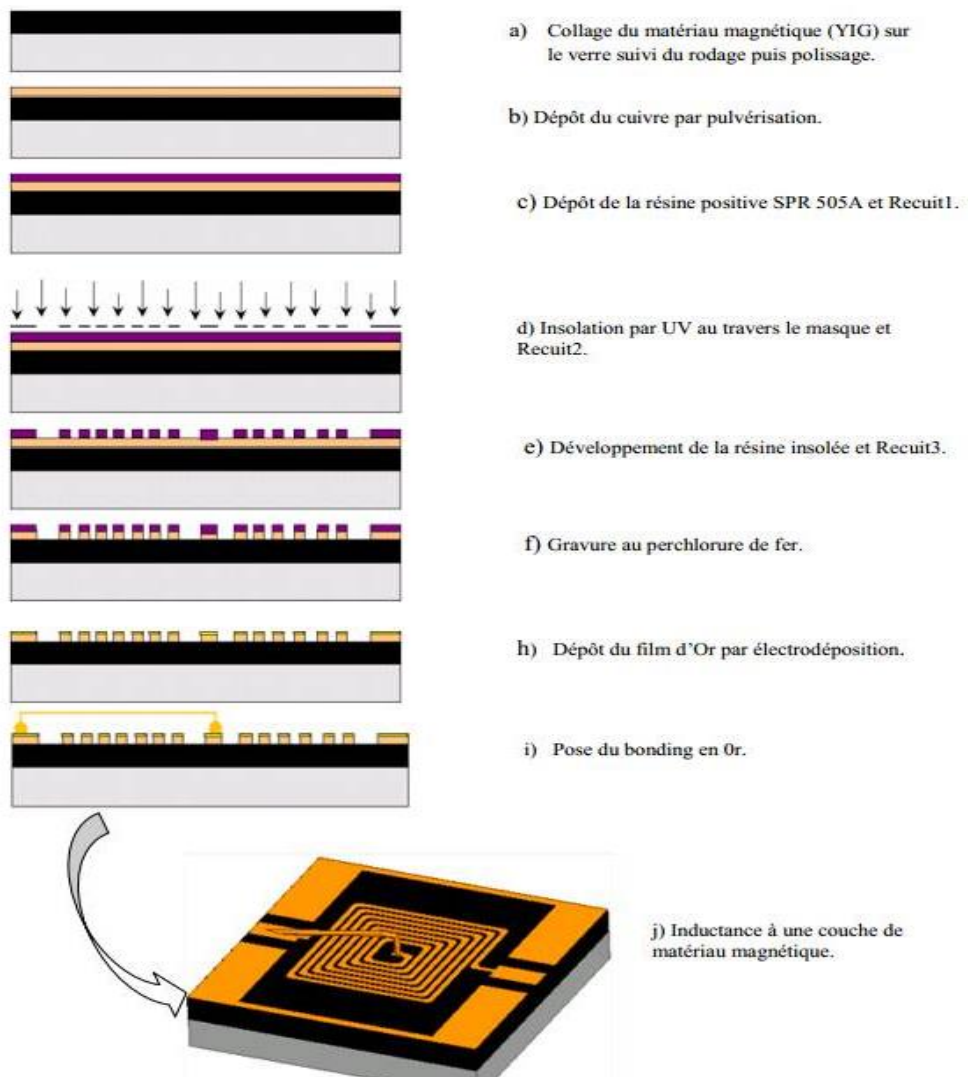 a) Collage du matériau magnétique (YIG) sur
le verre suivi du rodage puis polissage.
b) Dépôt du cuivre par pulvérisation.
c) Dépôt de la résine positive SPR 505A et Recuit1.
d) Insolation par UV au travers le masque et
Recuit2.
e) Développement de la résine insolée et Recuit3.
f) Gravure au perchlorure de fer.
h) Dépôt du film d’Or par électrodéposition.
i) Pose du bonding en 0r.
j) Inductance à une couche de
matériau magnétique.